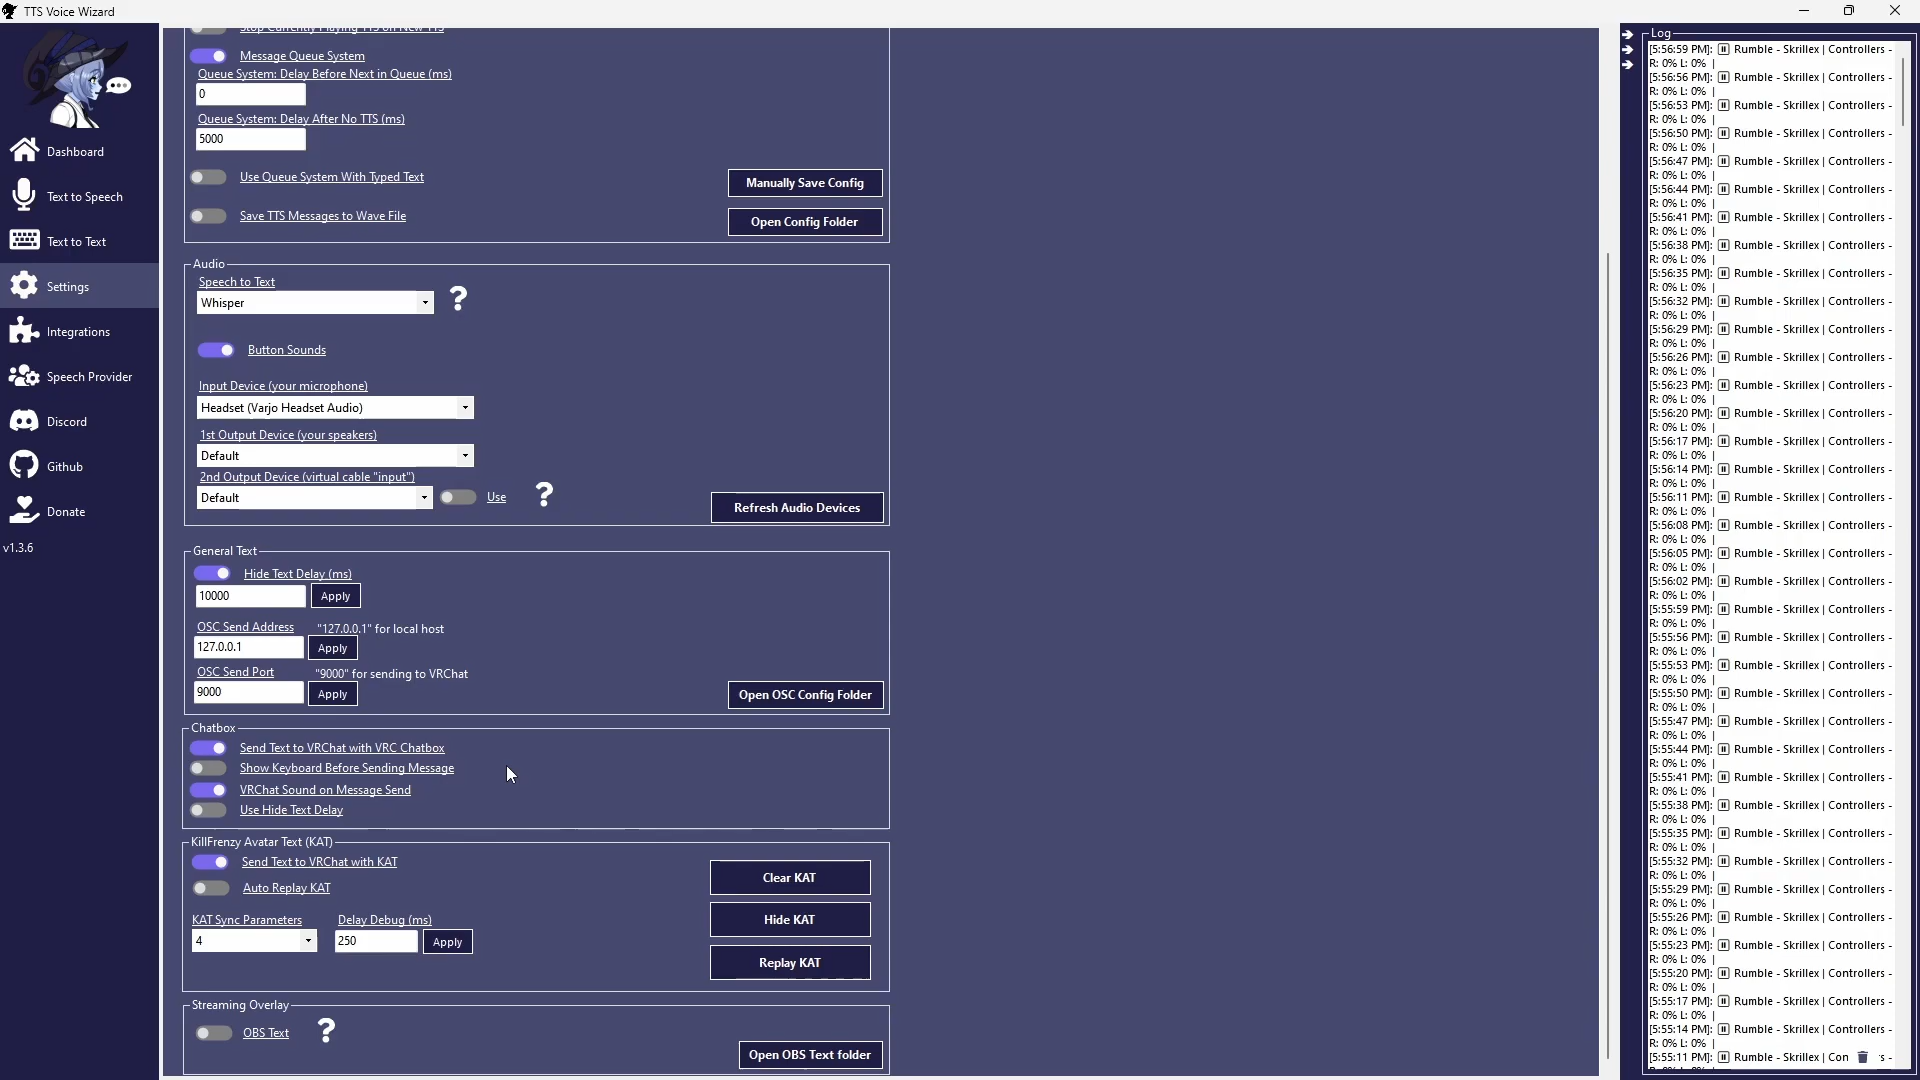 TTS Voice Wizard
Dashboard
Text to Speech
Text to Text
Settings
Integrations
Speech Provider
Discord
Github
Donate
v1.3.6
Stop Currently Playing TTS on New TTS
Message Queue System
Queue System: Delay Before Next in Queue (ms)
0
Queue System: Delay After No TTS (ms)
5000
Use Queue System With Typed Text
Save TTS Messages to Wave File
Manually Save Config
Open Config Folder
Audio
Speech to Text
Whisper
?
Button Sounds
Input Device (your microphone)
Headset (Varjo Headset Audio)
1st Output Device (your speakers)
Default
2nd Output Device (virtual cable "input")
Default
Use
?
Refresh Audio Devices
General Text
Hide Text Delay (ms)
10000
Apply
OSC Send Address "127.0.0.1" for local host
127.0.0.1
Apply
OSC Send Port "9000" for sending to VRChat
9000
Apply
Open OSC Config Folder
Chatbox
Send Text to VRChat with VRC Chatbox
Show Keyboard Before Sending Message
VRChat Sound on Message Send
Use Hide Text Delay
KillFrenzy Avatar Text (KAT)
Send Text to VRChat with KAT
Auto Replay KAT
KAT Sync Parameters Delay Debug (ms)
4
250
Apply
Clear KAT
Hide KAT
Replay KAT
Streaming Overlay
OBS Text
?
Open OBS Text folder
Log
[5:56:59 PM]: ⏸ Rumble - Skrillex | Controllers -
R: 0% L: 0% |
[5:56:56 PM]: ⏸ Rumble - Skrillex | Controllers -
R: 0% L: 0% |
[5:56:53 PM]: ⏸ Rumble - Skrillex | Controllers -
R: 0% L: 0% |
[5:56:50 PM]: ⏸ Rumble - Skrillex | Controllers -
R: 0% L: 0% |
[5:56:47 PM]: ⏸ Rumble - Skrillex | Controllers -
R: 0% L: 0% |
[5:56:44 PM]: ⏸ Rumble - Skrillex | Controllers -
R: 0% L: 0% |
[5:56:41 PM]: ⏸ Rumble - Skrillex | Controllers -
R: 0% L: 0% |
[5:56:38 PM]: ⏸ Rumble - Skrillex | Controllers -
R: 0% L: 0% |
[5:56:35 PM]: ⏸ Rumble - Skrillex | Controllers -
R: 0% L: 0% |
[5:56:32 PM]: ⏸ Rumble - Skrillex | Controllers -
R: 0% L: 0% |
[5:56:29 PM]: ⏸ Rumble - Skrillex | Controllers -
R: 0% L: 0% |
[5:56:26 PM]: ⏸ Rumble - Skrillex | Controllers -
R: 0% L: 0% |
[5:56:23 PM]: ⏸ Rumble - Skrillex | Controllers -
R: 0% L: 0% |
[5:56:20 PM]: ⏸ Rumble - Skrillex | Controllers -
R: 0% L: 0% |
[5:56:17 PM]: ⏸ Rumble - Skrillex | Controllers -
R: 0% L: 0% |
[5:56:14 PM]: ⏸ Rumble - Skrillex | Controllers -
R: 0% L: 0% |
[5:56:11 PM]: ⏸ Rumble - Skrillex | Controllers -
R: 0% L: 0% |
[5:56:08 PM]: ⏸ Rumble - Skrillex | Controllers -
R: 0% L: 0% |
[5:56:05 PM]: ⏸ Rumble - Skrillex | Controllers -
R: 0% L: 0% |
[5:56:02 PM]: ⏸ Rumble - Skrillex | Controllers -
R: 0% L: 0% |
[5:55:59 PM]: ⏸ Rumble - Skrillex | Controllers -
R: 0% L: 0% |
[5:55:56 PM]: ⏸ Rumble - Skrillex | Controllers -
R: 0% L: 0% |
[5:55:53 PM]: ⏸ Rumble - Skrillex | Controllers -
R: 0% L: 0% |
[5:55:50 PM]: ⏸ Rumble - Skrillex | Controllers -
R: 0% L: 0% |
[5:55:47 PM]: ⏸ Rumble - Skrillex | Controllers -
R: 0% L: 0% |
[5:55:44 PM]: ⏸ Rumble - Skrillex | Controllers -
R: 0% L: 0% |
[5:55:41 PM]: ⏸ Rumble - Skrillex | Controllers -
R: 0% L: 0% |
[5:55:38 PM]: ⏸ Rumble - Skrillex | Controllers -
R: 0% L: 0% |
[5:55:35 PM]: ⏸ Rumble - Skrillex | Controllers -
R: 0% L: 0% |
[5:55:32 PM]: ⏸ Rumble - Skrillex | Controllers -
R: 0% L: 0% |
[5:55:29 PM]: ⏸ Rumble - Skrillex | Controllers -
R: 0% L: 0% |
[5:55:26 PM]: ⏸ Rumble - Skrillex | Controllers -
R: 0% L: 0% |
[5:55:23 PM]: ⏸ Rumble - Skrillex | Controllers -
R: 0% L: 0% |
[5:55:20 PM]: ⏸ Rumble - Skrillex | Controllers -
R: 0% L: 0% |
[5:55:17 PM]: ⏸ Rumble - Skrillex | Controllers -
R: 0% L: 0% |
[5:55:14 PM]: ⏸ Rumble - Skrillex | Controllers -
R: 0% L: 0% |
[5:55:11 PM]: ⏸ Rumble - Skrillex | Con s -